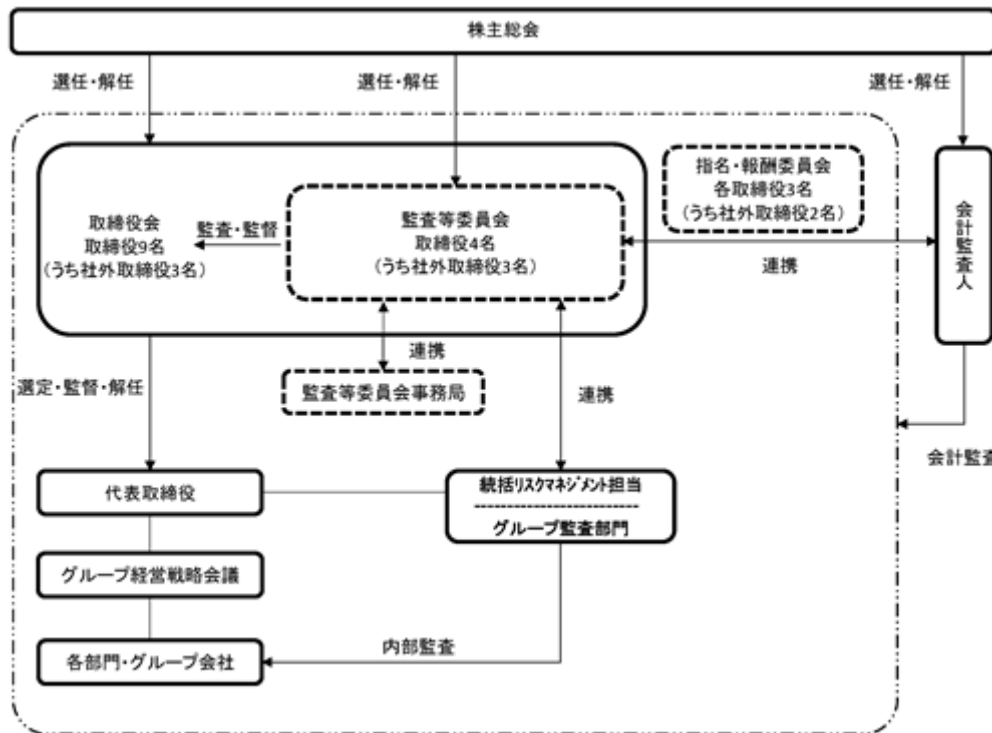 株主総会
選任・解任
選任・解任
選任・解任
指名・報酬委員会
各取締役3名
(うち社外取締役2名)
取締役会
取締役9名
(うち社外取締役3名)
監査・監督
監査等委員会
取締役4名
(うち社外取締役3名)
連携
会計監査人
連携
選定・監督・解任
監査等委員会事務局
連携
会計監査
代表取締役
統括リスクマネジメント担当
グループ監査部門
グループ経営戦略会議
内部監査
各部門・グループ会社